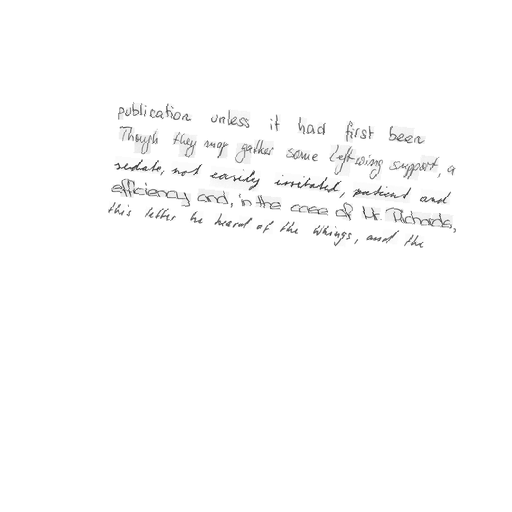 publication unless it had first been
Though they may gather some left-wing support, a
sedate, not easily irritated, patient and
efficiency and, in the case of Mr. Richards,
this letter he heard of the Vikings, and the